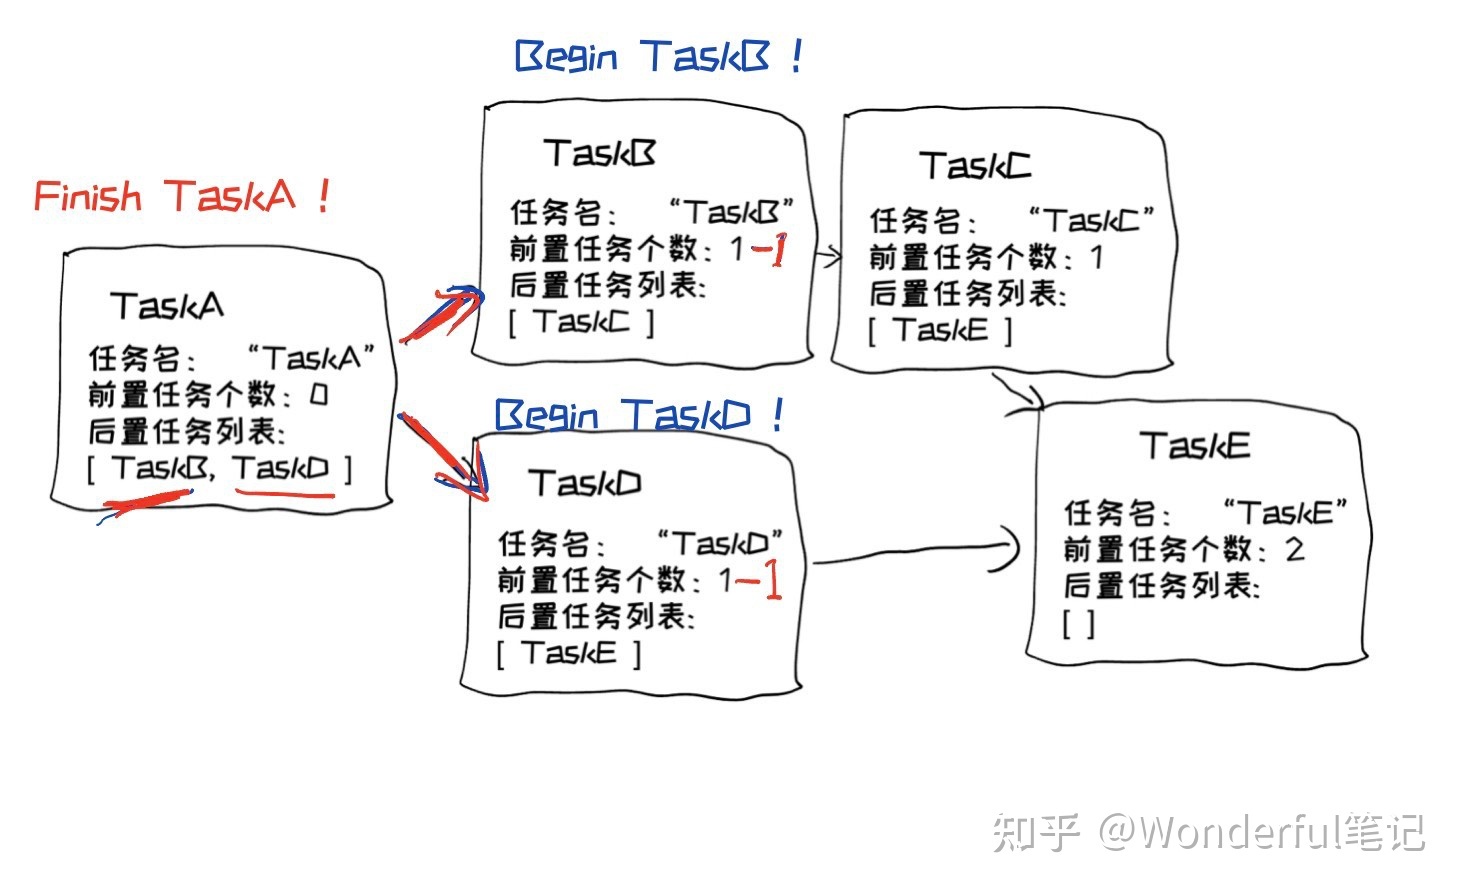 Begin TaskB !
Finish TaskA !
TaskA
任务名： “TaskA”
前置任务个数：0
后置任务列表：
[ TaskB, TaskD ]
TaskB
任务名： “TaskB”
前置任务个数：1-1
后置任务列表：
[ TaskC ]
TaskC
任务名： “TaskC”
前置任务个数：1
后置任务列表：
[ TaskE ]
Begin TaskD !
TaskD
任务名： “TaskD”
前置任务个数：1-1
后置任务列表：
[ TaskE ]
TaskE
任务名： “TaskE”
前置任务个数：2
后置任务列表：
[ ]
知乎 @Wonderful笔记